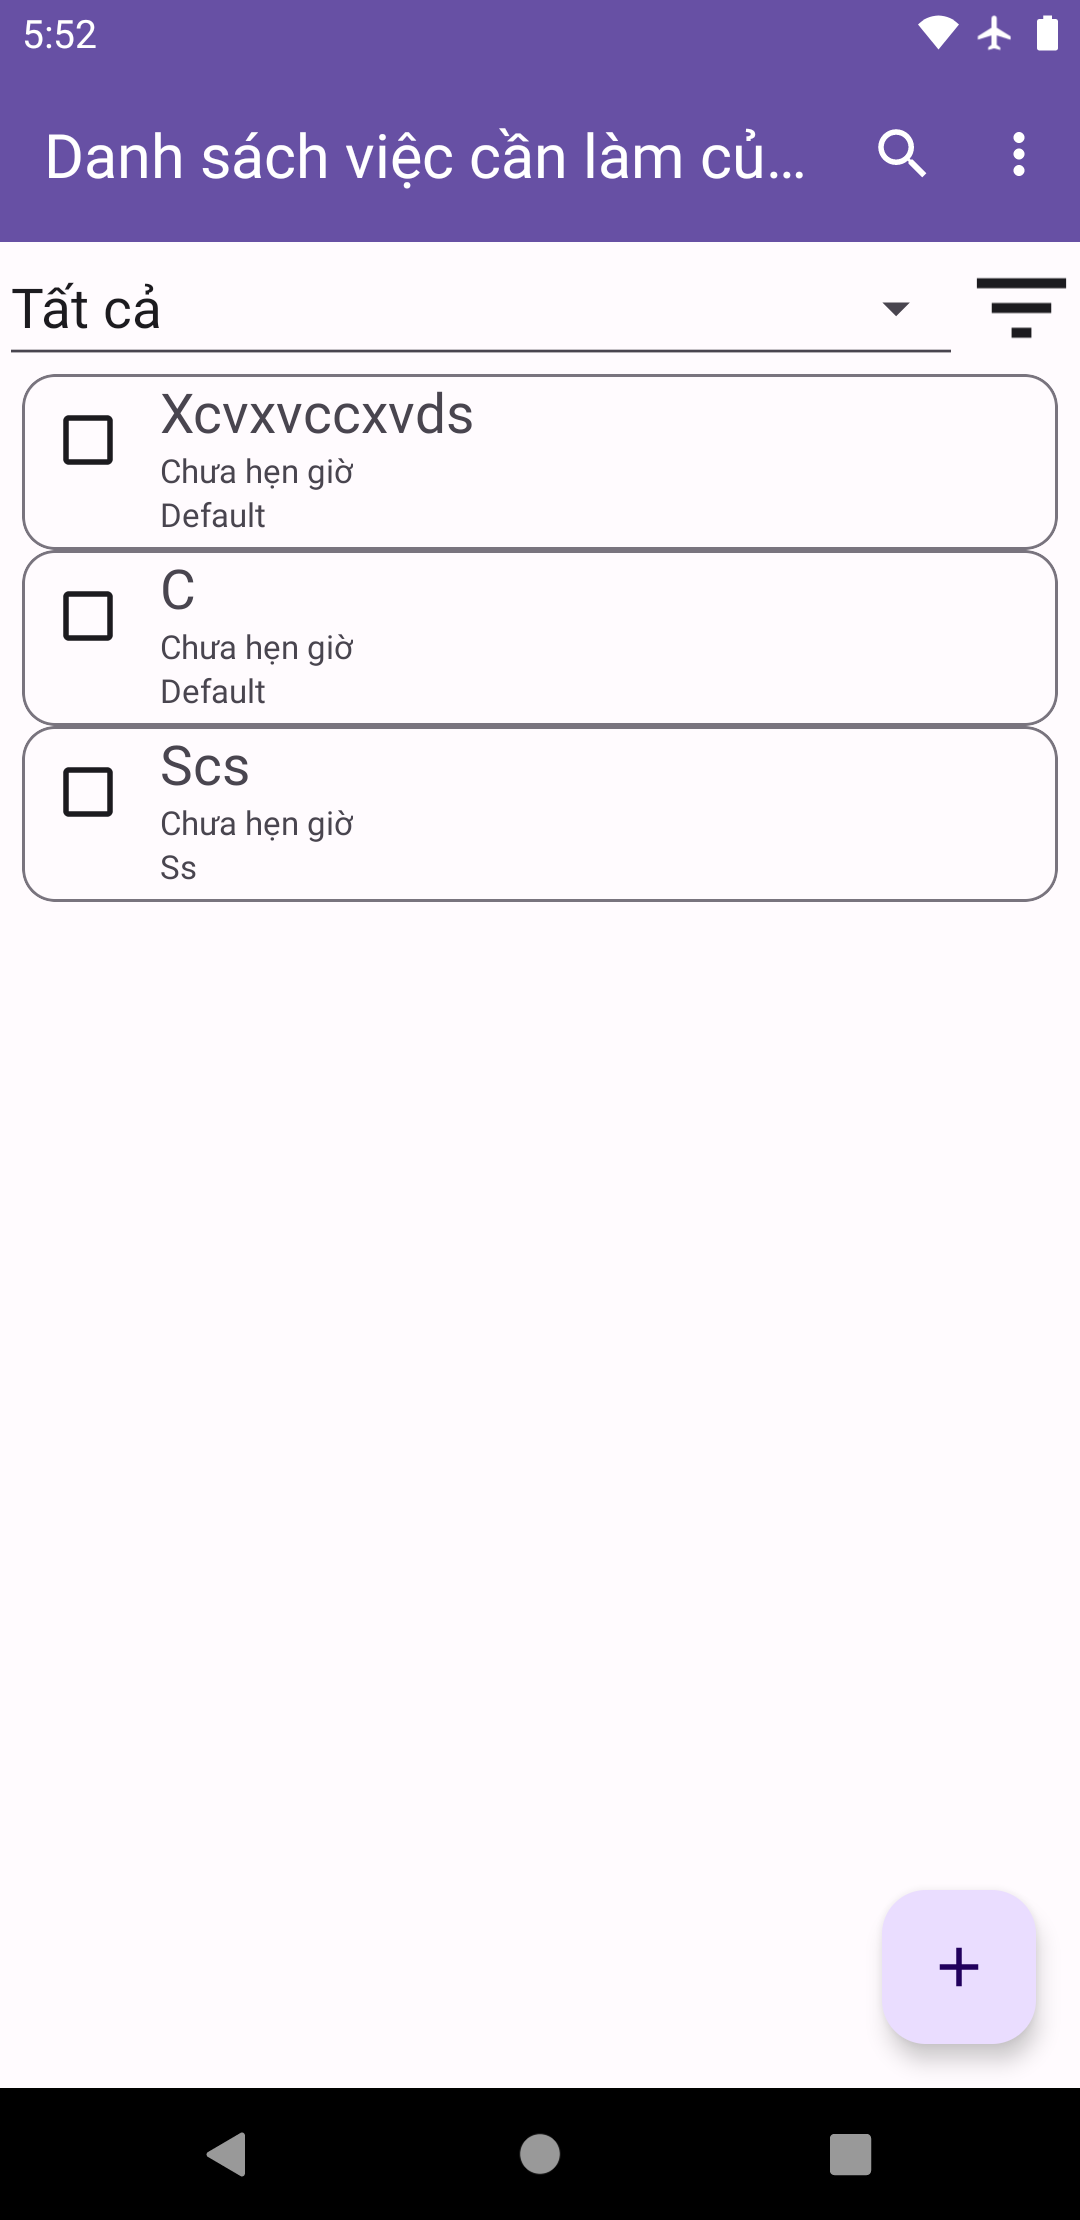 5:52
Danh sách việc cần làm củ...
Tất cả
Xcvxvccxvds
Chưa hẹn giờ
Default
C
Chưa hẹn giờ
Default
Scs
Chưa hẹn giờ
Ss